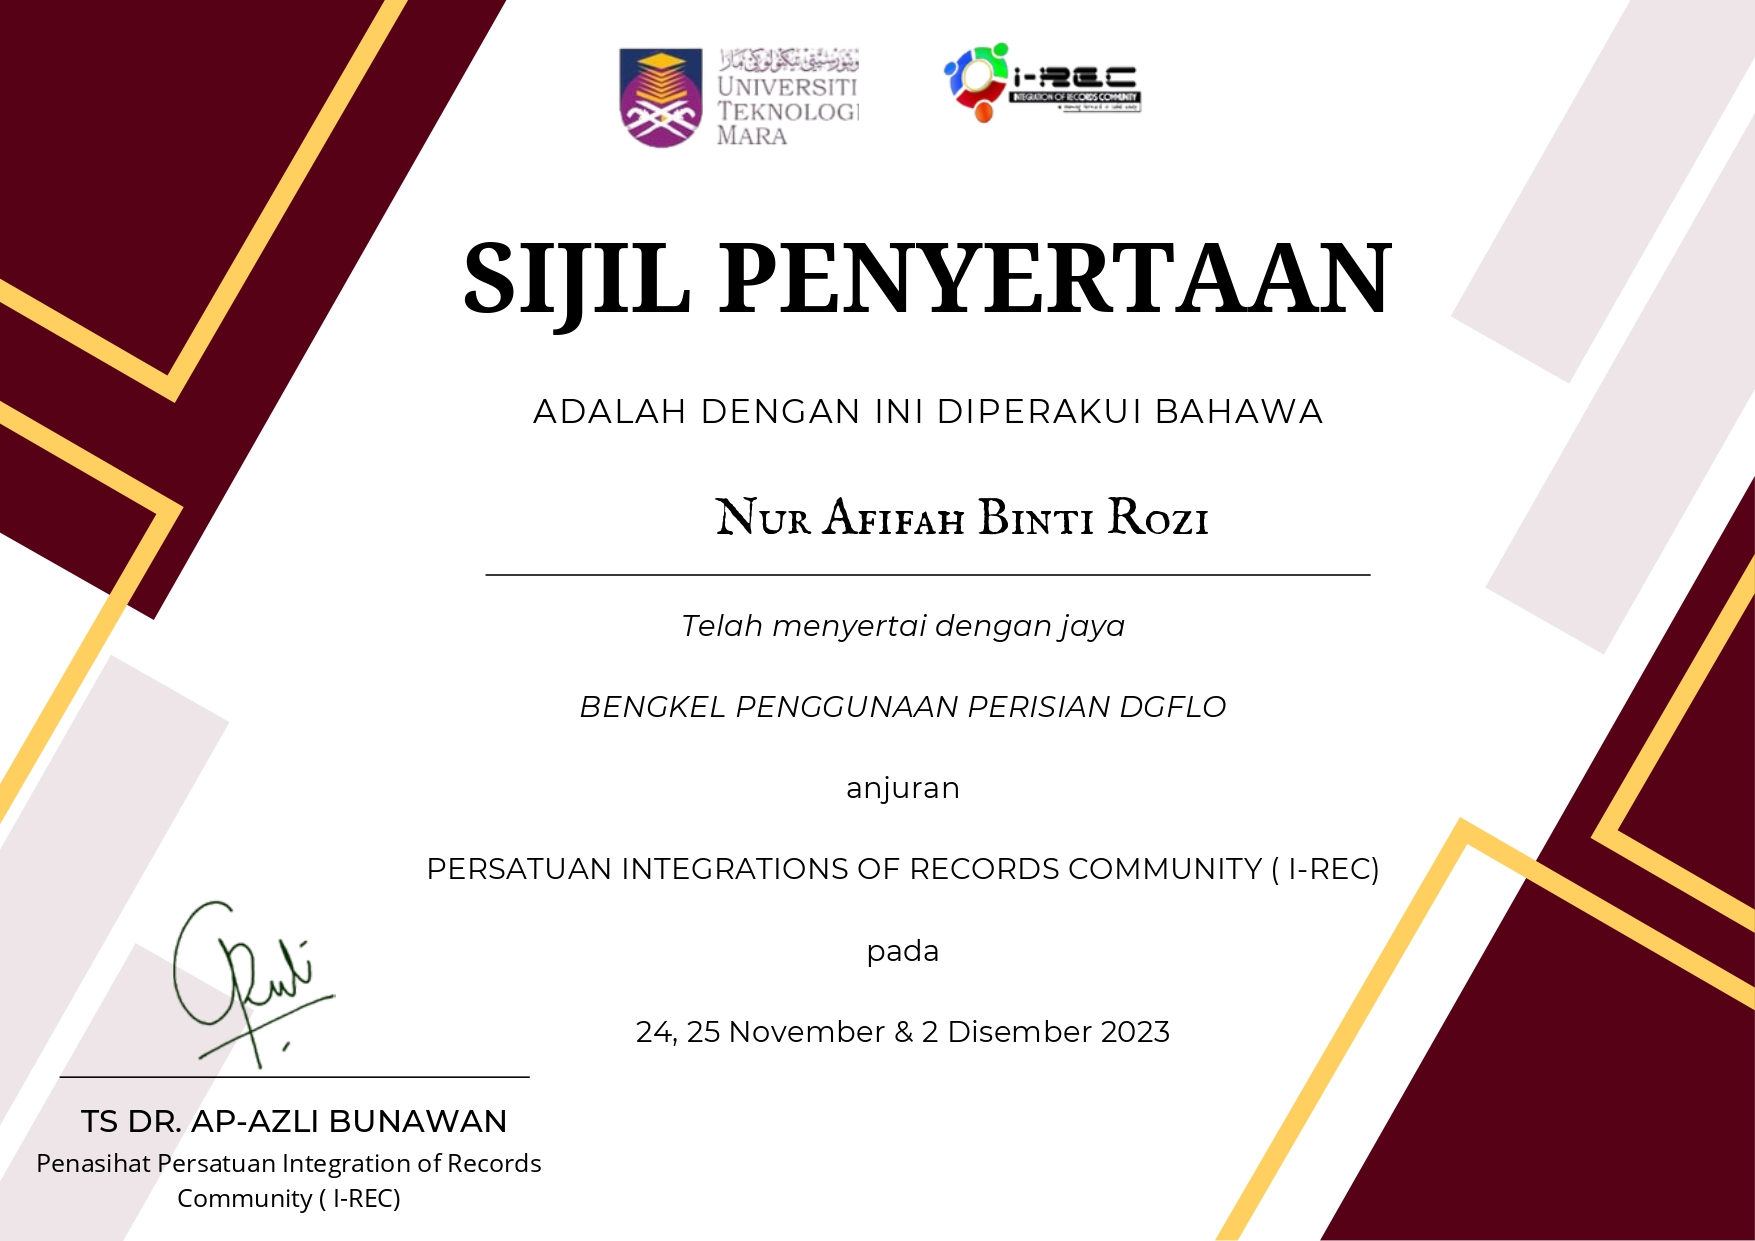 UNIVERSITI
TEKNOLOGI
MARA
i-REC
INTEGRATION OF RECORDS COMMUNITY
SIJIL PENYERTAAN
ADALAH DENGAN INI DIPERAKUI BAHAWA
Nur Afifah Binti Rozi
Telah menyertai dengan jaya
BENGKEL PENGGUNAAN PERISIAN DGFLO
anjuran
PERSATUAN INTEGRATIONS OF RECORDS COMMUNITY ( I-REC)
pada
24, 25 November & 2 Disember 2023
TS DR. AP-AZLI BUNAWAN
Penasihat Persatuan Integration of Records
Community ( I-REC)